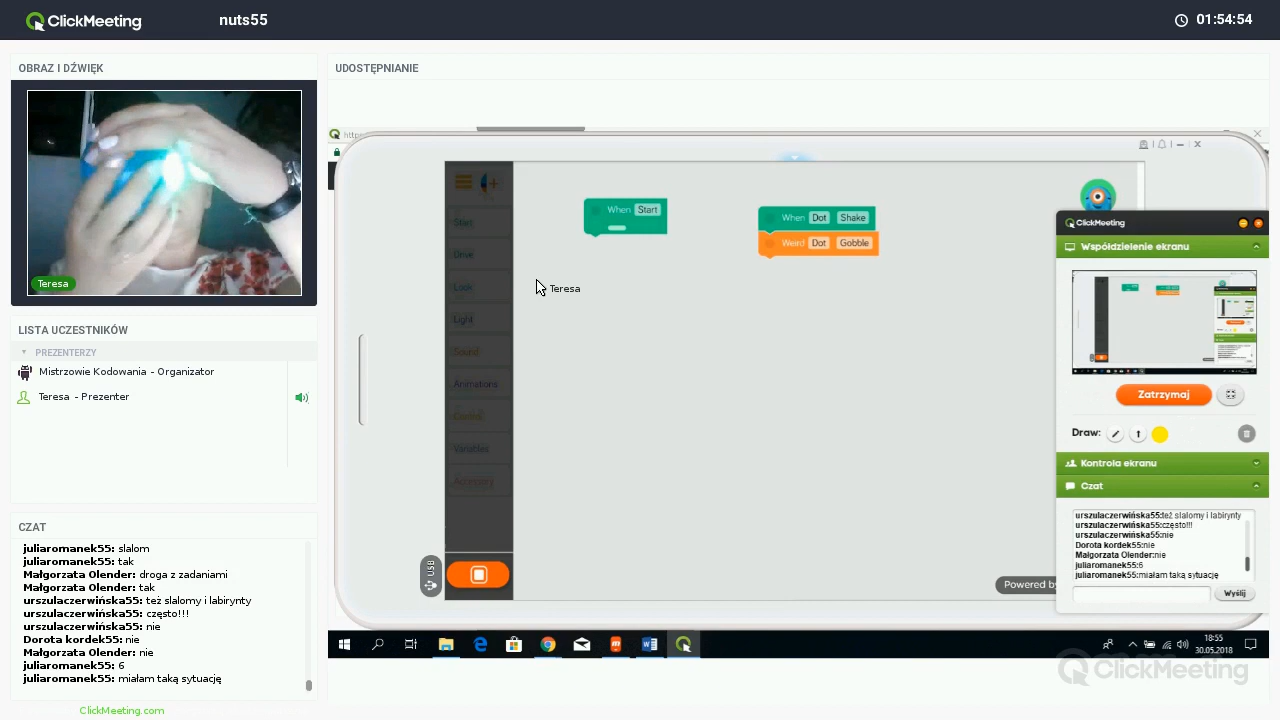 ClickMeeting
nuts55
01:54:54
OBRAZ I DŹWIĘK
Teresa
LISTA UCZESTNIKÓW
PREZENTERZY
Mistrzowie Kodowania - Organizator
Teresa - Prezenter
CZAT
juliaromanek55: slalom
juliaromanek55: tak
Małgorzata Olender: droga z zadaniami
Małgorzata Olender: tak
urszulaczerwińska55: też slalomy i labirynty
urszulaczerwińska55: często!!!
urszulaczerwińska55: nie
Dorota kordek55: nie
Małgorzata Olender: nie
juliaromanek55: 6
juliaromanek55: miałam taką sytuację
ClickMeeting.com
UDOSTĘPNIANIE
https
Start
Drive
Look
Light
Sound
Animations
Control
Variables
Accessory
USB
When Start
When Dot Shake
Weird Dot Gobble
Teresa
Powered by
ClickMeeting
Współdzielenie ekranu
Zatrzymaj
Draw:
Kontrola ekranu
Czat
urszulaczerwińska55:też slalomy i labirynty
urszulaczerwińska55:często!!!
urszulaczerwińska55:nie
Dorota kordek55:nie
Małgorzata Olender:nie
juliaromanek55:6
juliaromanek55:miałam taką sytuację
Wyślij
18:55
30.05.2018
ClickMeeting